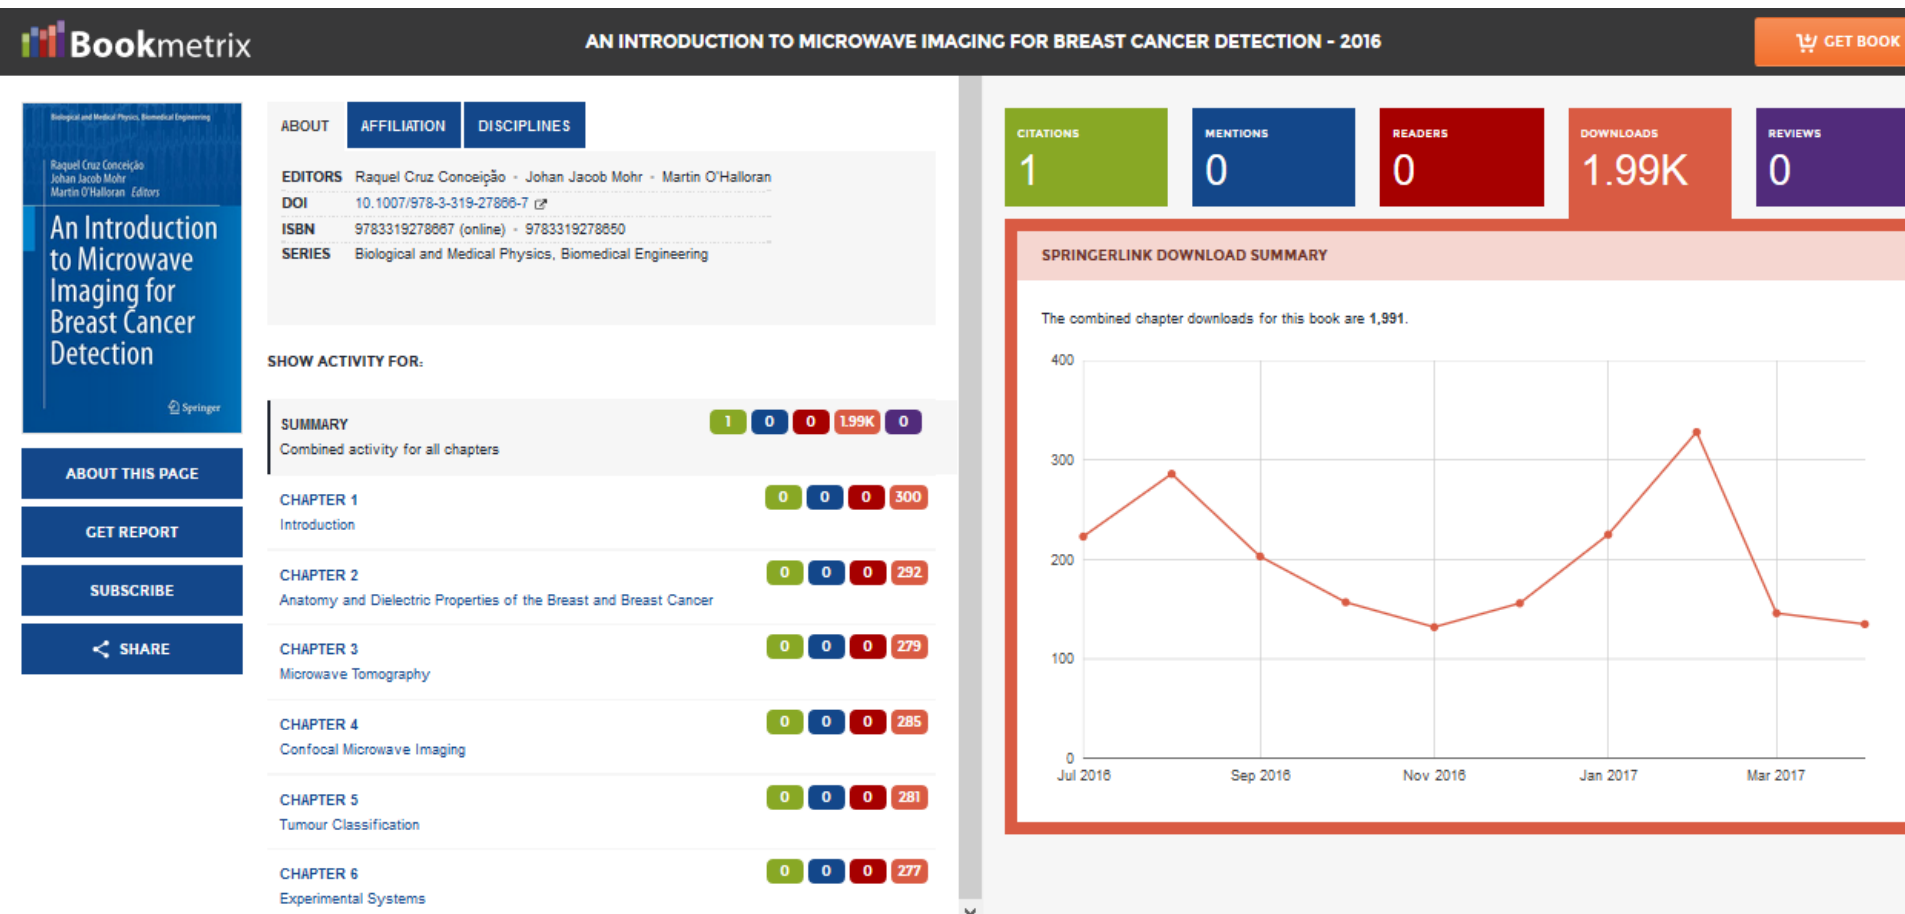 Bookmetrix
AN INTRODUCTION TO MICROWAVE IMAGING FOR BREAST CANCER DETECTION - 2016
GET BOOK
Biological and Medical Physics, Biomedical Engineering
Raquel Cruz Conceição
Johan Jacob Mohr
Martin O'Halloran Editors
An Introduction
to Microwave
Imaging for
Breast Cancer
Detection
Springer
ABOUT THIS PAGE
GET REPORT
SUBSCRIBE
SHARE
ABOUT AFFILIATION DISCIPLINES
EDITORS Raquel Cruz Conceição - Johan Jacob Mohr - Martin O'Halloran
DOI 10.1007/978-3-319-27866-7
ISBN 9783319278667 (online) - 9783319278650
SERIES Biological and Medical Physics, Biomedical Engineering
SHOW ACTIVITY FOR:
SUMMARY 1 0 0 1.99K 0
Combined activity for all chapters
CHAPTER 1 0 0 0 300
Introduction
CHAPTER 2 0 0 0 292
Anatomy and Dielectric Properties of the Breast and Breast Cancer
CHAPTER 3 0 0 0 279
Microwave Tomography
CHAPTER 4 0 0 0 285
Confocal Microwave Imaging
CHAPTER 5 0 0 0 281
Tumour Classification
CHAPTER 6 0 0 0 277
Experimental Systems
CITATIONS MENTIONS READERS DOWNLOADS REVIEWS
1 0 0 1.99K 0
SPRINGERLINK DOWNLOAD SUMMARY
The combined chapter downloads for this book are 1,991.
400
300
200
100
0
Jul 2016 Sep 2016 Nov 2016 Jan 2017 Mar 2017